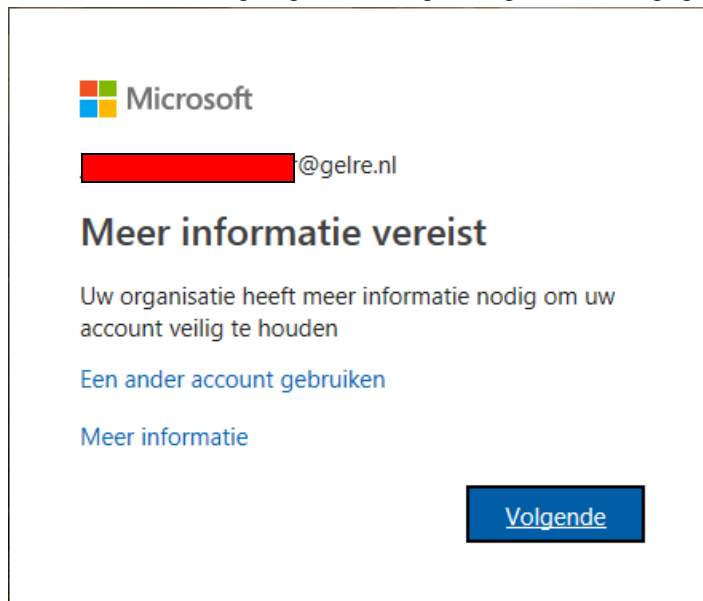 Microsoft
@gelre.nl
Meer informatie vereist
Uw organisatie heeft meer informatie nodig om uw
account veilig te houden
Een ander account gebruiken
Meer informatie
Volgende